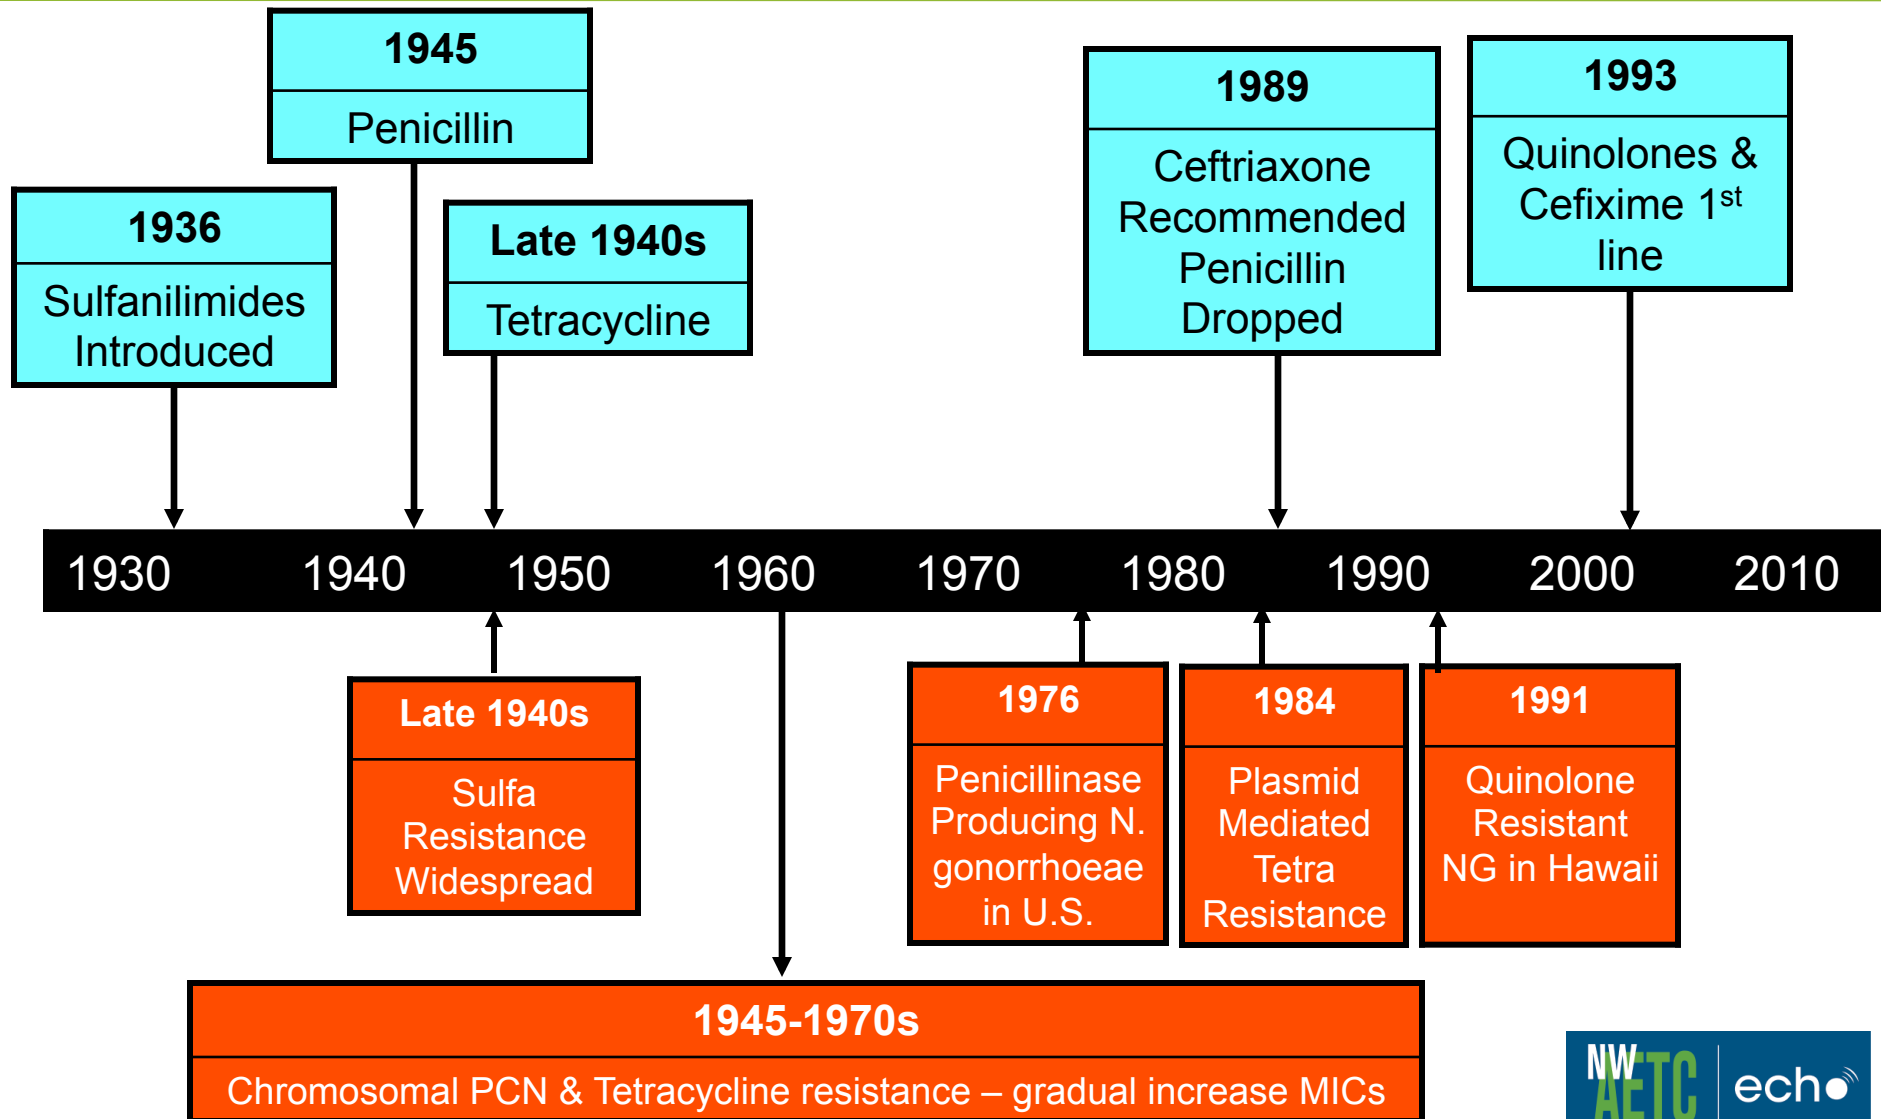 1945
Penicillin
1936
Sulfanilimides
Introduced
Late 1940s
Tetracycline
1989
Ceftriaxone
Recommended
Penicillin
Dropped
1993
Quinolones &
Cefixime 1st
line
1930 1940 1950 1960 1970 1980 1990 2000 2010
Late 1940s
Sulfa
Resistance
Widespread
1976
Penicillinase
Producing N.
gonorrhoeae
in U.S.
1984
Plasmid
Mediated
Tetra
Resistance
1991
Quinolone
Resistant
NG in Hawaii
1945-1970s
Chromosomal PCN & Tetracycline resistance – gradual increase MICs
NW
AETC
echo